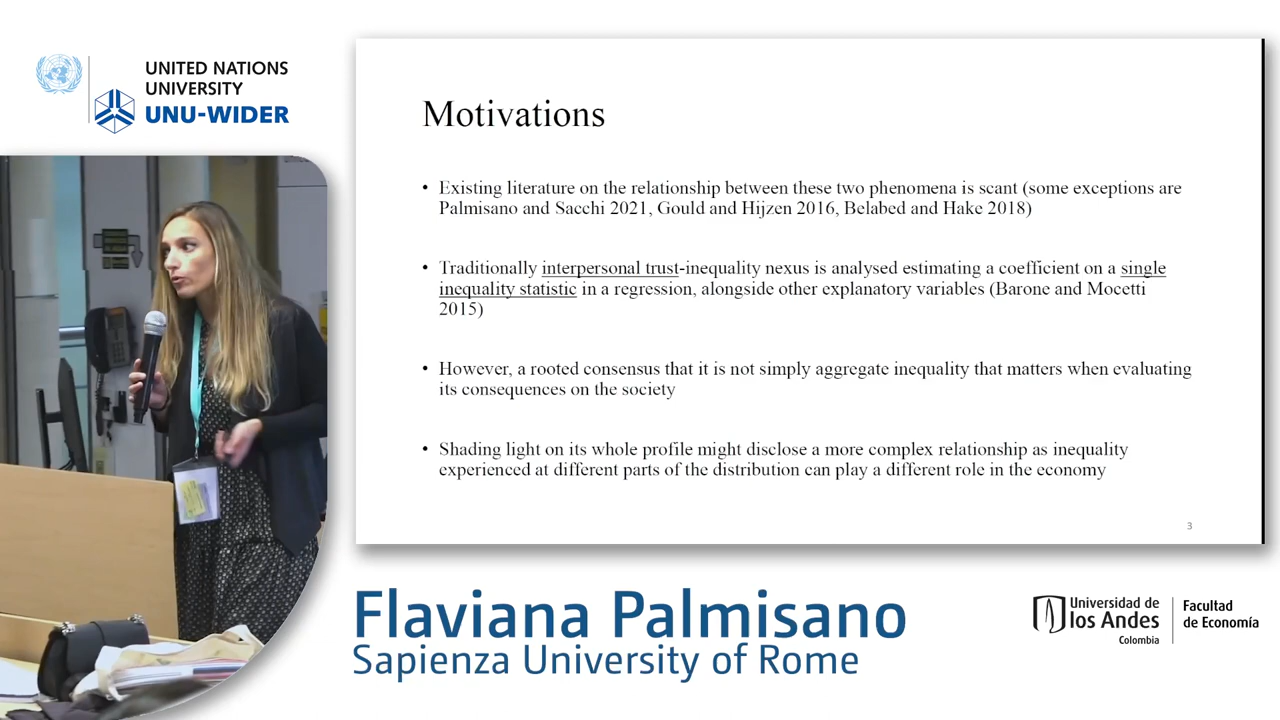 UNITED NATIONS
UNIVERSITY
UNU-WIDER
Motivations
• Existing literature on the relationship between these two phenomena is scant (some exceptions are
Palmisano and Sacchi 2021, Gould and Hijzen 2016, Belabed and Hake 2018)
• Traditionally interpersonal trust-inequality nexus is analysed estimating a coefficient on a single
inequality statistic in a regression, alongside other explanatory variables (Barone and Mocetti
2015)
• However, a rooted consensus that it is not simply aggregate inequality that matters when evaluating
its consequences on the society
• Shading light on its whole profile might disclose a more complex relationship as inequality
experienced at different parts of the distribution can play a different role in the economy
3
Flaviana Palmisano
Sapienza University of Rome
Universidad de
los Andes
Colombia
Facultad
de Economía